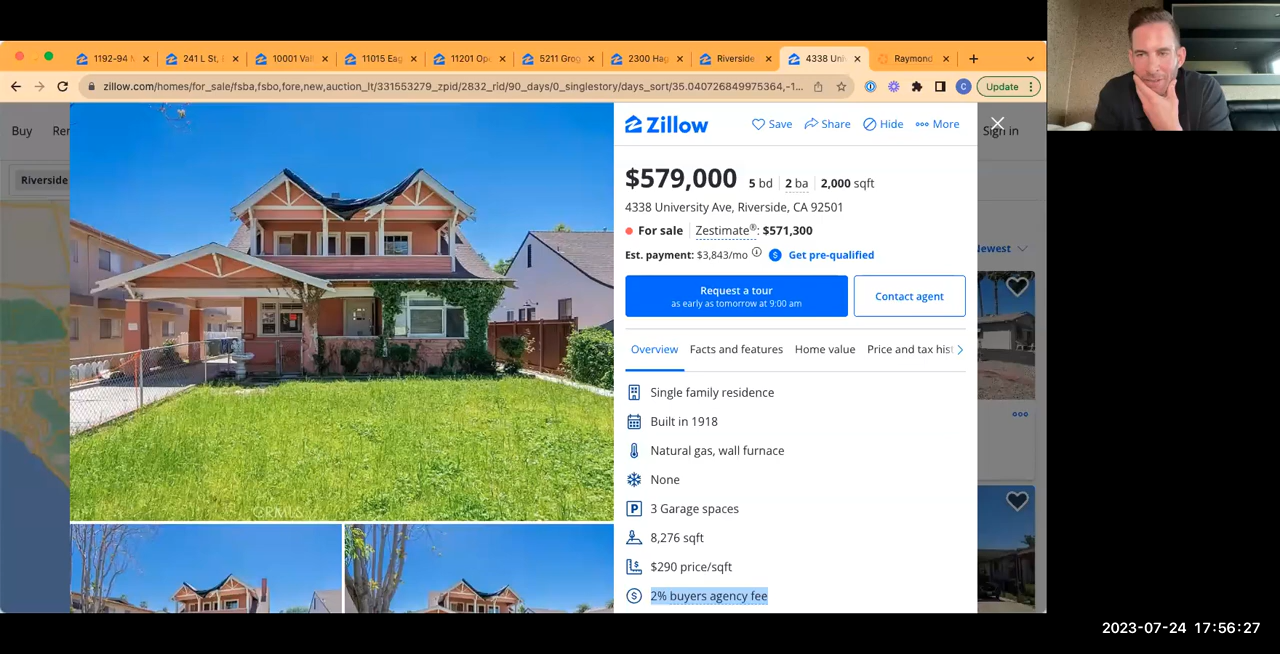 1192-94 M
241 L St,
10001 Vall
11015 Eag
11201 Ope
5211 Grog
2300 Hag
Riverside
4338 Univ
Raymond
zillow.com/homes/for_sale/fsba,fsbo,fore,new,auction_lt/331553279_zpid/2832_rid/90_days/0_singlestory/days_sort/35.040726849975364,-1...
Update
Buy
Ren
Zillow
Save
Share
Hide
More
Sign in
Riverside
$579,000 5 bd 2 ba 2,000 sqft
4338 University Ave, Riverside, CA 92501
For sale Zestimate®: $571,300
Est. payment: $3,843/mo Get pre-qualified
Request a tour
as early as tomorrow at 9:00 am
Contact agent
Newest
Overview Facts and features Home value Price and tax hist
Single family residence
Built in 1918
Natural gas, wall furnace
None
3 Garage spaces
8,276 sqft
$290 price/sqft
2% buyers agency fee
CRMLS
2023-07-24 17:56:27